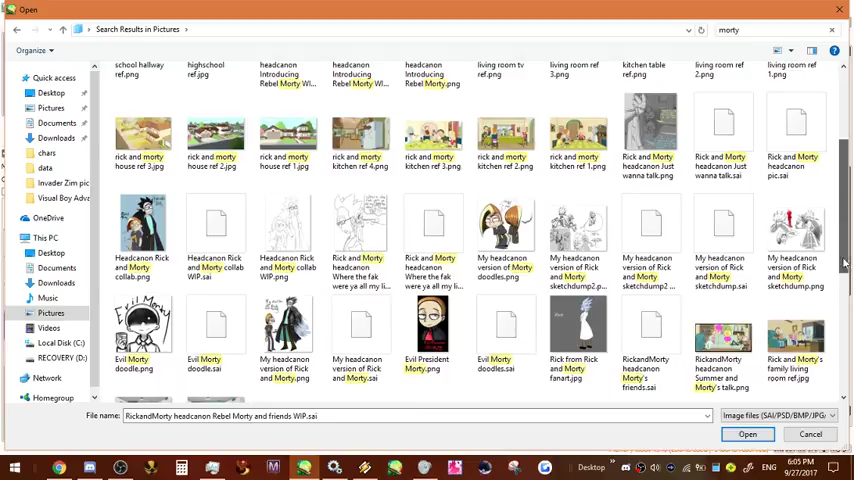 Open
Search Results in Pictures
morty
Organize
Quick access
Desktop
Pictures
Documents
Downloads
chars
data
Invader Zim pic
Visual Boy Adva
OneDrive
This PC
Desktop
Documents
Downloads
Music
Pictures
Videos
Local Disk (C:)
RECOVERY (D:)
Network
Homegroup
school hallway
ref.png
highschool
ref.jpg
headcanon
Introducing
Rebel Morty WI...
headcanon
Introducing
Rebel Morty WI...
headcanon
Introducing
Rebel Morty.png
living room tv
ref.png
living room ref
3.png
kitchen table
ref.png
living room ref
2.png
living room ref
1.png
rick and morty
house ref 3.jpg
rick and morty
house ref 2.jpg
rick and morty
house ref 1.jpg
rick and morty
kitchen ref 4.png
rick and morty
kitchen ref 3.png
rick and morty
kitchen ref 2.png
rick and morty
kitchen ref 1.png
Rick and Morty
headcanon Just
wanna talk.png
Rick and Morty
headcanon Just
wanna talk.sai
Rick and Morty
headcanon
pic.sai
Headcanon Rick
and Morty
collab.png
Headcanon Rick
and Morty collab
WIP.sai
Headcanon Rick
and Morty collab
WIP.png
Rick and Morty
headcanon
Where the fak
were ya all my li...
Rick and Morty
headcanon
Where the fak
were ya all my li...
My headcanon
versions of Morty
doodles.png
My headcanon
version of Rick
and Morty
sketchdump2.p...
My headcanon
version of Rick
and Morty
sketchdump2 ...
My headcanon
version of Rick
and Morty
sketchdump.sai
My headcanon
version of Rick
and Morty
sketchdump.png
Evil Morty
Evil Morty
doodle.png
Evil Morty
doodle.sai
My headcanon
version of Rick
and Morty.png
My headcanon
version of Rick
and Morty.sai
Evil President
Morty.png
Evil Morty
doodles.sai
Rick from Rick
and Morty
fanart.jpg
RickandMorty
headcanon
Morty's
friends.sai
RickandMorty
headcanon
Summer and
Morty's talk.png
Rick and Morty's
family living
room ref.jpg
File name:
RickandMorty headcanon Rebel Morty and friends WIP.sai
Image files (SAI/PSD/BMP/JPG/
Open
Cancel
Desktop
ENG
6:05 PM
9/27/2017